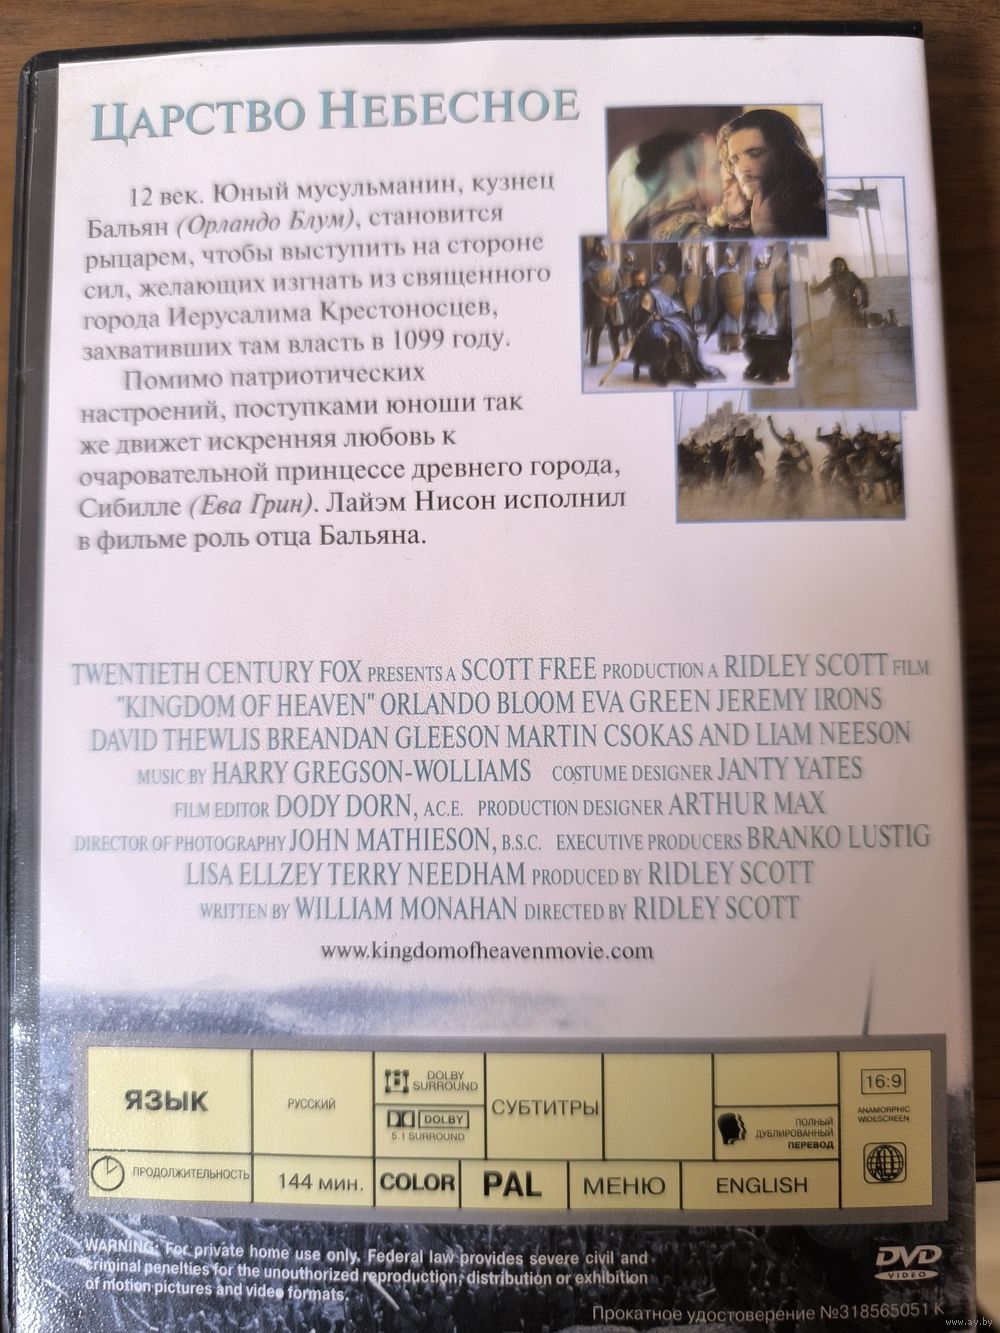 Царство Небесное
12 век. Юный мусульманин, кузнец
Бальян (Орландо Блум), становится
рыцарем, чтобы выступить на стороне
сил, желающих изгнать из священного
города Иерусалима Крестоносцев,
захвативших там власть в 1099 году.
Помимо патриотических
настроений, поступками юноши так
же движет искренняя любовь к
очаровательной принцессе древнего города,
Сибилле (Ева Грин). Лайэм Нисон исполнил
в фильме роль отца Бальяна.
TWENTIETH CENTURY FOX PRESENTS A SCOTT FREE PRODUCTION A RIDLEY SCOTT FILM
"KINGDOM OF HEAVEN" ORLANDO BLOOM EVA GREEN JEREMY IRONS
DAVID THEWLIS BREANDAN GLEESON MARTIN CSOKAS AND LIAM NEESON
MUSIC BY HARRY GREGSON-WOLLIAMS COSTUME DESIGNER JANTY YATES
FILM EDITOR DODY DORN, A.C.E. PRODUCTION DESIGNER ARTHUR MAX
DIRECTOR OF PHOTOGRAPHY JOHN MATHIESON, B.S.C. EXECUTIVE PRODUCERS BRANKO LUSTIG
LISA ELLZEY TERRY NEEDHAM PRODUCED BY RIDLEY SCOTT
WRITTEN BY WILLIAM MONAHAN DIRECTED BY RIDLEY SCOTT
www.kingdomofheavenmovie.com
ЯЗЫК
РУССКИЙ
DOLBY
SURROUND
DOLBY
5.1 SURROUND
СУБТИТРЫ
ПОЛНЫЙ
ДУБЛИРОВАННЫЙ
ПЕРЕВОД
16:9
ANAMORPHIC
WIDESCREEN
ПРОДОЛЖИТЕЛЬНОСТЬ
144 мин.
COLOR
PAL
МЕНЮ
ENGLISH
ALL
WARNING: For private home use only. Federal law provides severe civil and
criminal penelties for the unouthorized reproduction, distribution or exhibition
of motion pictures and video formats.
DVD
VIDEO
Прокатное удостоверение №318565051 К
www.av.by